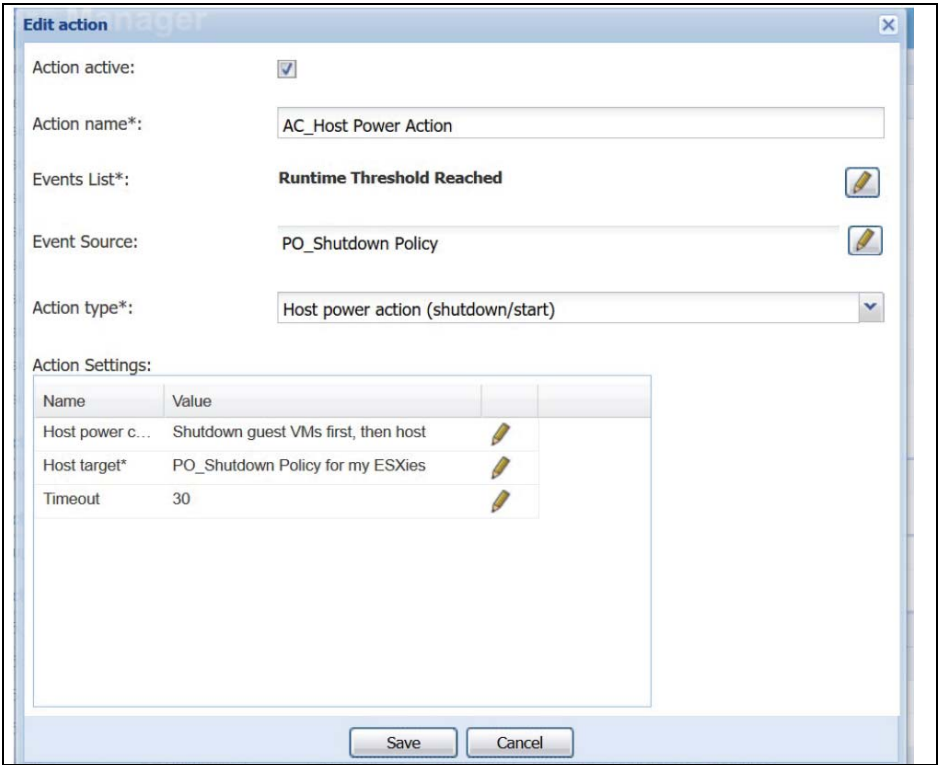 Manager
Edit action
Action active:
Action name*: AC_Host Power Action
Events List*: Runtime Threshold Reached
Event Source: PO_Shutdown Policy
Action type*: Host power action (shutdown/start)
Action Settings:
Name Value
Host power c... Shutdown guest VMs first, then host
Host target* PO_Shutdown Policy for my ESXies
Timeout 30
Save Cancel